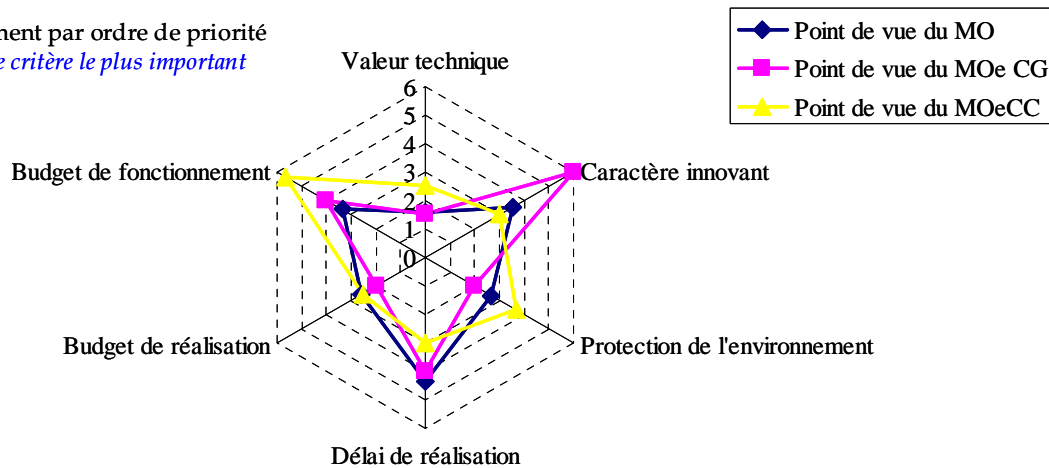 ment par ordre de priorité
e critère le plus important
Point de vue du MO
Point de vue du MOe CG
Point de vue du MOeCC
Valeur technique
6
5
4
3
2
1
0
Budget de fonctionnement
Caractère innovant
Budget de réalisation
Protection de l'environnement
Délai de réalisation